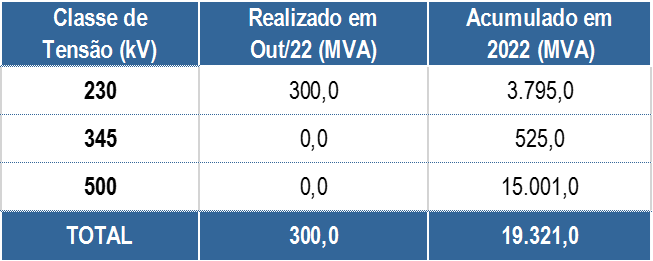 Classe de Tensão (kV) Realizado em Out/22 (MVA) Acumulado em 2022 (MVA)
230 300,0 3.795,0
345 0,0 525,0
500 0,0 15.001,0
TOTAL 300,0 19.321,0